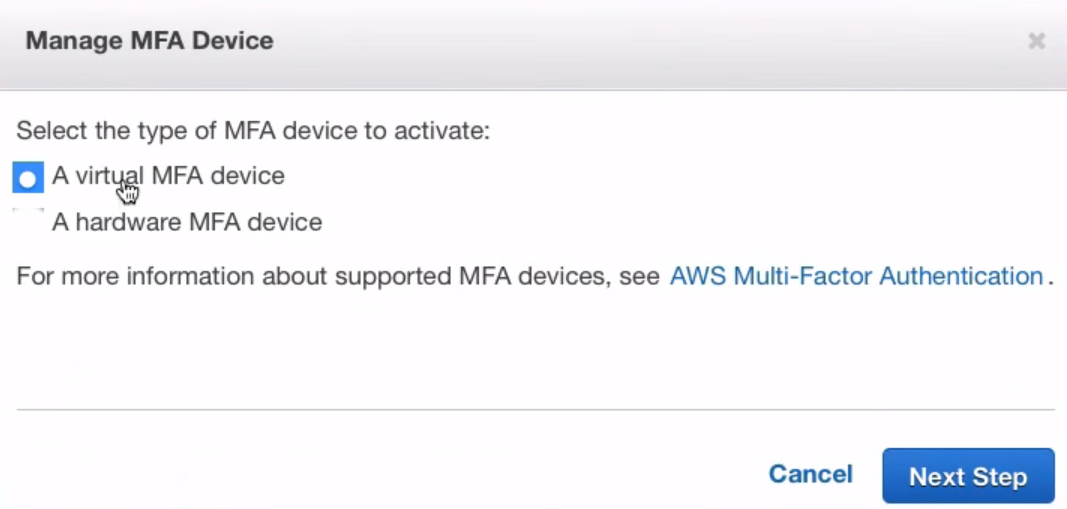 Manage MFA Device
Select the type of MFA device to activate:
A virtual MFA device
A hardware MFA device
For more information about supported MFA devices, see AWS Multi-Factor Authentication.
Cancel Next Step